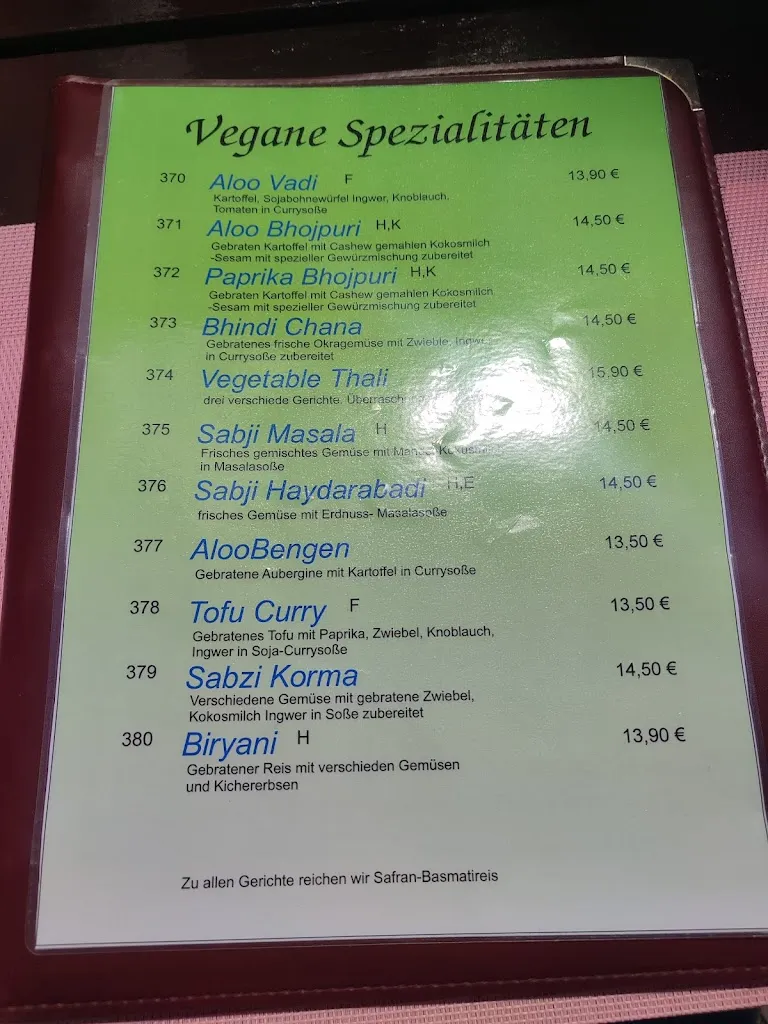 Vegane Spezialitäten
370 Aloo Vadi F 13,90 €
Kartoffel, Sojabohnewürfel Ingwer, Knoblauch,
Tomaten in Currysoße
371 Aloo Bhojpuri H,K 14,50 €
Gebraten Kartoffel mit Cashew gemahlen Kokosmilch
-Sesam mit spezieller Gewürzmischung zubereitet
372 Paprika Bhojpuri H,K 14,50 €
Gebraten Kartoffel mit Cashew gemahlen Kokosmilch
-Sesam mit spezieller Gewürzmischung zubereitet
373 Bhindi Chana 14,50 €
Gebratenes frische Okragemüse mit Zwieble, Ingwer
in Currysoße zubereitet
374 Vegetable Thali 15,90 €
drei verschiede Gerichte.
375 Sabji Masala H 14,50 €
Frisches gemischtes Gemüse mit
in Masalasoße
376 Sabji Haydarabadi H,E 14,50 €
frisches Gemüse mit Erdnuss- Masalasoße
377 AlooBengen 13,50 €
Gebratene Aubergine mit Kartoffel in Currysoße
378 Tofu Curry F 13,50 €
Gebratenes Tofu mit Paprika, Zwiebel, Knoblauch,
Ingwer in Soja-Currysoße
379 Sabzi Korma 14,50 €
Verschiedene Gemüse mit gebratene Zwiebel,
Kokosmilch Ingwer in Soße zubereitet
380 Biryani H 13,90 €
Gebratener Reis mit verschieden Gemüsen
und Kichererbsen
Zu allen Gerichte reichen wir Safran-Basmatireis